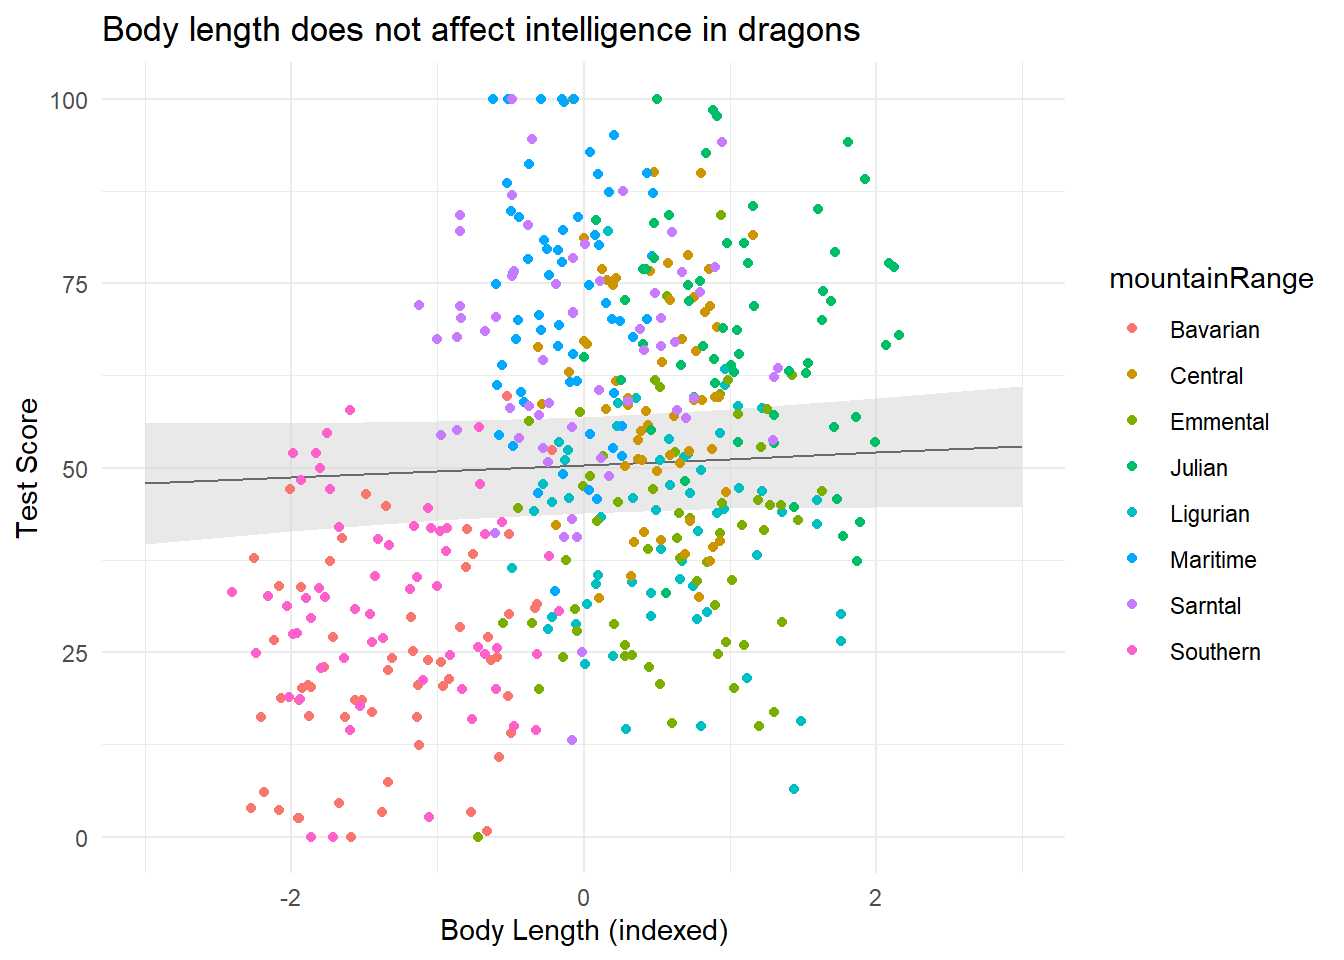 Body length does not affect intelligence in dragons
100
75
50
25
0
Test Score
-2
0
2
Body Length (indexed)
mountainRange
Bavarian
Central
Emmental
Julian
Ligurian
Maritime
Sarntal
Southern